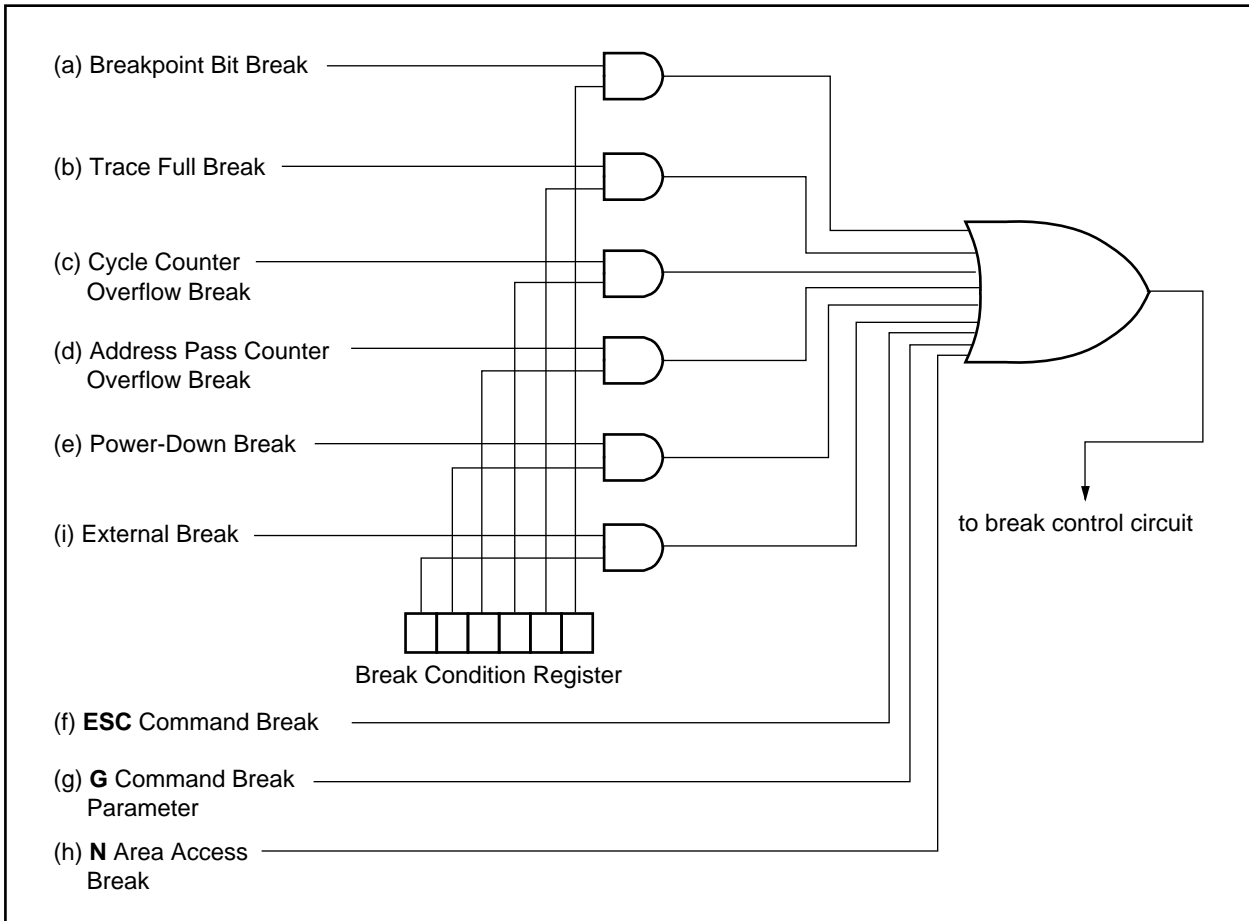 (a) Breakpoint Bit Break
(b) Trace Full Break
(c) Cycle Counter
Overflow Break
(d) Address Pass Counter
Overflow Break
(e) Power-Down Break
to break control circuit
(i) External Break
Break Condition Register
(f) ESC Command Break
(g) G Command Break
Parameter
(h) N Area Access
Break